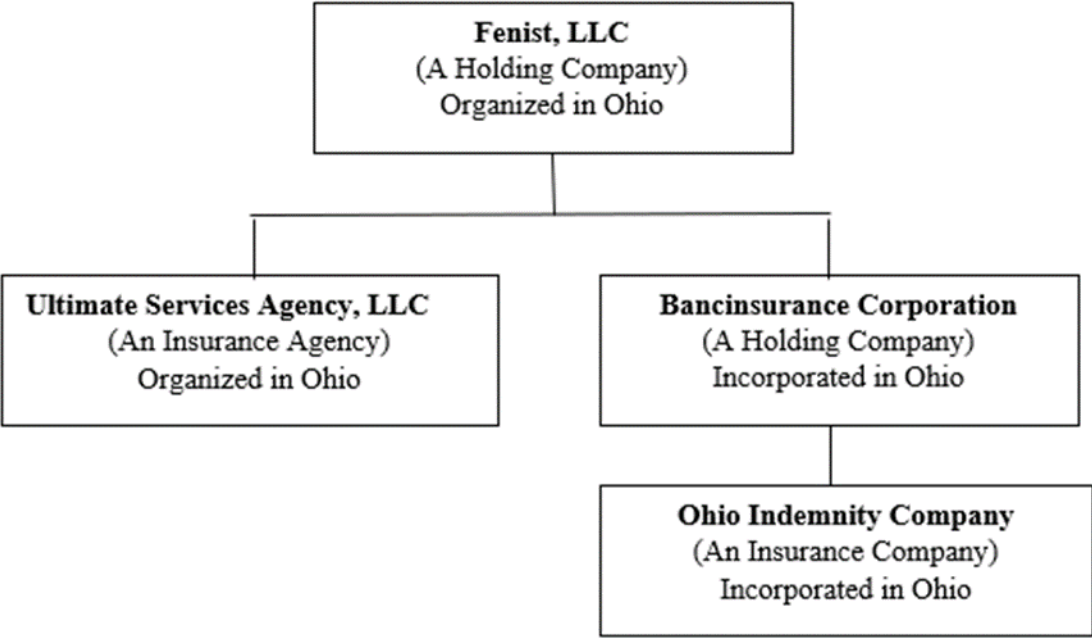 Fenist, LLC
(A Holding Company)
Organized in Ohio
Ultimate Services Agency, LLC
(An Insurance Agency)
Organized in Ohio
Bancinsurance Corporation
(A Holding Company)
Incorporated in Ohio
Ohio Indemnity Company
(An Insurance Company)
Incorporated in Ohio